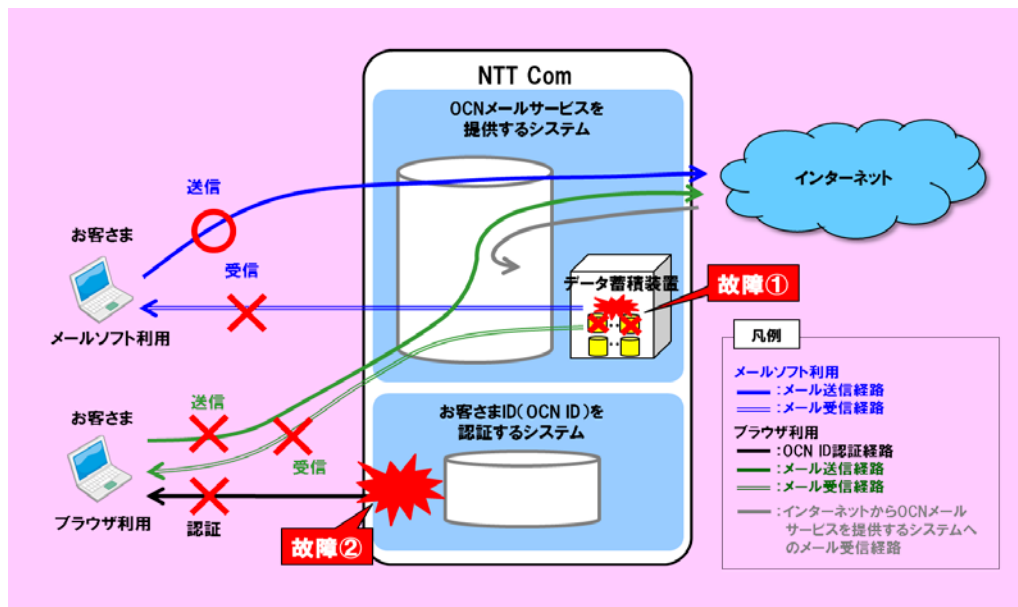 NTT Com
OCNメールサービスを
提供するシステム
送信
インターネット
お客さま
受信
データ蓄積装置
故障①
メールソフト利用
凡例
メールソフト利用
：メール送信経路
：メール受信経路
ブラウザ利用
：OCN ID認証経路
：メール送信経路
：メール受信経路
：インターネットからOCNメール
サービスを提供するシステムへ
のメール受信経路
お客さま
送信
受信
お客さまID（OCN ID）を
認証するシステム
ブラウザ利用
認証
故障②